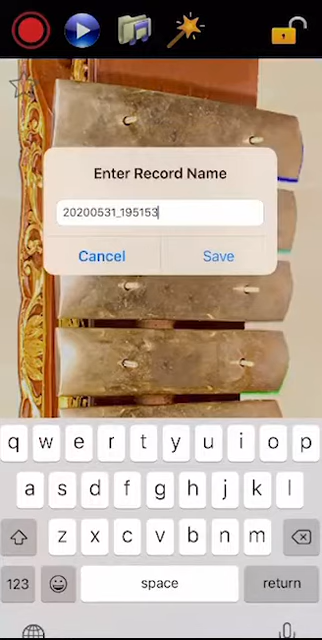 Enter Record Name
20200531_195153
Cancel Save
q w e r t y u i o p
a s d f g h j k l
z x c v b n m
123 space return